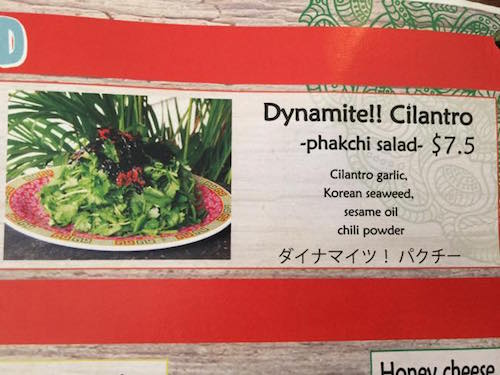 D
Dynamite!! Cilantro
-phakchi salad- $7.5
Cilantro garlic,
Korean seaweed,
sesame oil
chili powder
ダイナマイツ！パクチー
Honey cheese